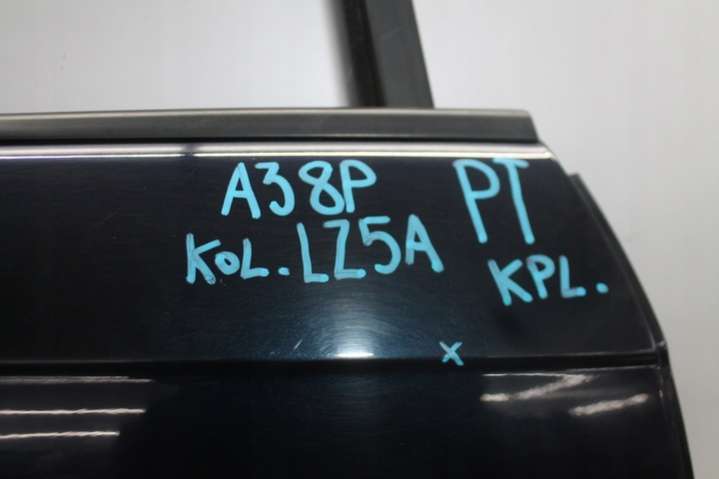 A38P PT
KOL. LZ5A
KPL.
x